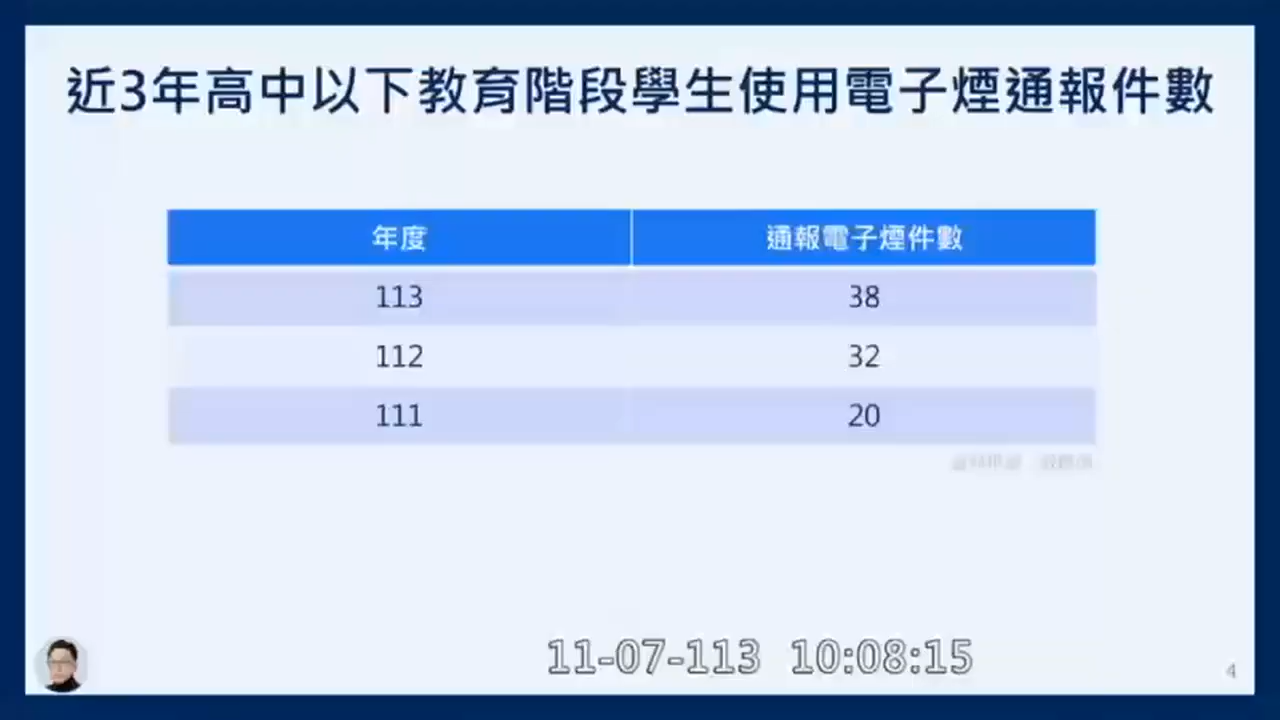 近3年高中以下教育階段學生使用電子煙通報件數
年度 通報電子煙件數
113 38
112 32
111 20
11-07-113 10:08:15
4